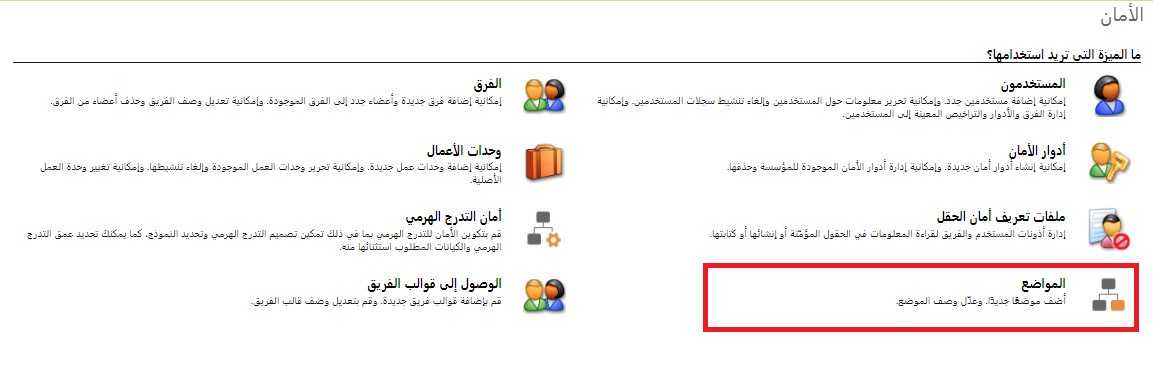 الأمان
ما الميزة التي تريد استخدامها؟
المستخدمون
إمكانية إضافة مستخدمين جدد. وإمكانية تحرير معلومات حول المستخدمين وإلغاء تنشيط سجلات المستخدمين. وإمكانية
إدارة الفرق والأدوار والتراخيص المعينة إلى المستخدمين.
الفرق
إمكانية إضافة فرق جديدة وأعضاء جدد إلى الفرق الموجودة. وإمكانية تعديل وصف الفريق وحذف أعضاء من الفرق.
أدوار الأمان
إمكانية إنشاء أدوار أمان جديدة. وإمكانية إدارة أدوار الأمان الموجودة للمؤسسة وحذفها.
وحدات الأعمال
إمكانية إضافة وحدات عمل جديدة. وإمكانية تحرير وحدات العمل الموجودة وإلغاء تنشيطها. وإمكانية تغيير وحدة العمل
الأصلية.
ملفات تعريف أمان الحقل
إدارة أذونات المستخدم والفريق لقراءة المعلومات في الحقول المؤمّنة أو إنشائها أو كتابتها.
أمان التدرج الهرمي
قم بتكوين الأمان للتدرج الهرمي بما في ذلك تمكين تصميم التدرج الهرمي وتحديد النموذج، كما يمكنك تحديد عمق التدرج
الهرمي والكيانات المطلوب استثنائها منه.
المواضع
أضف موضعًا جديدًا. وعدّل وصف الموضع.
الوصول إلى قوالب الفريق
قم بإضافة قوالب فريق جديدة. وقم بتعديل وصف قالب الفريق.